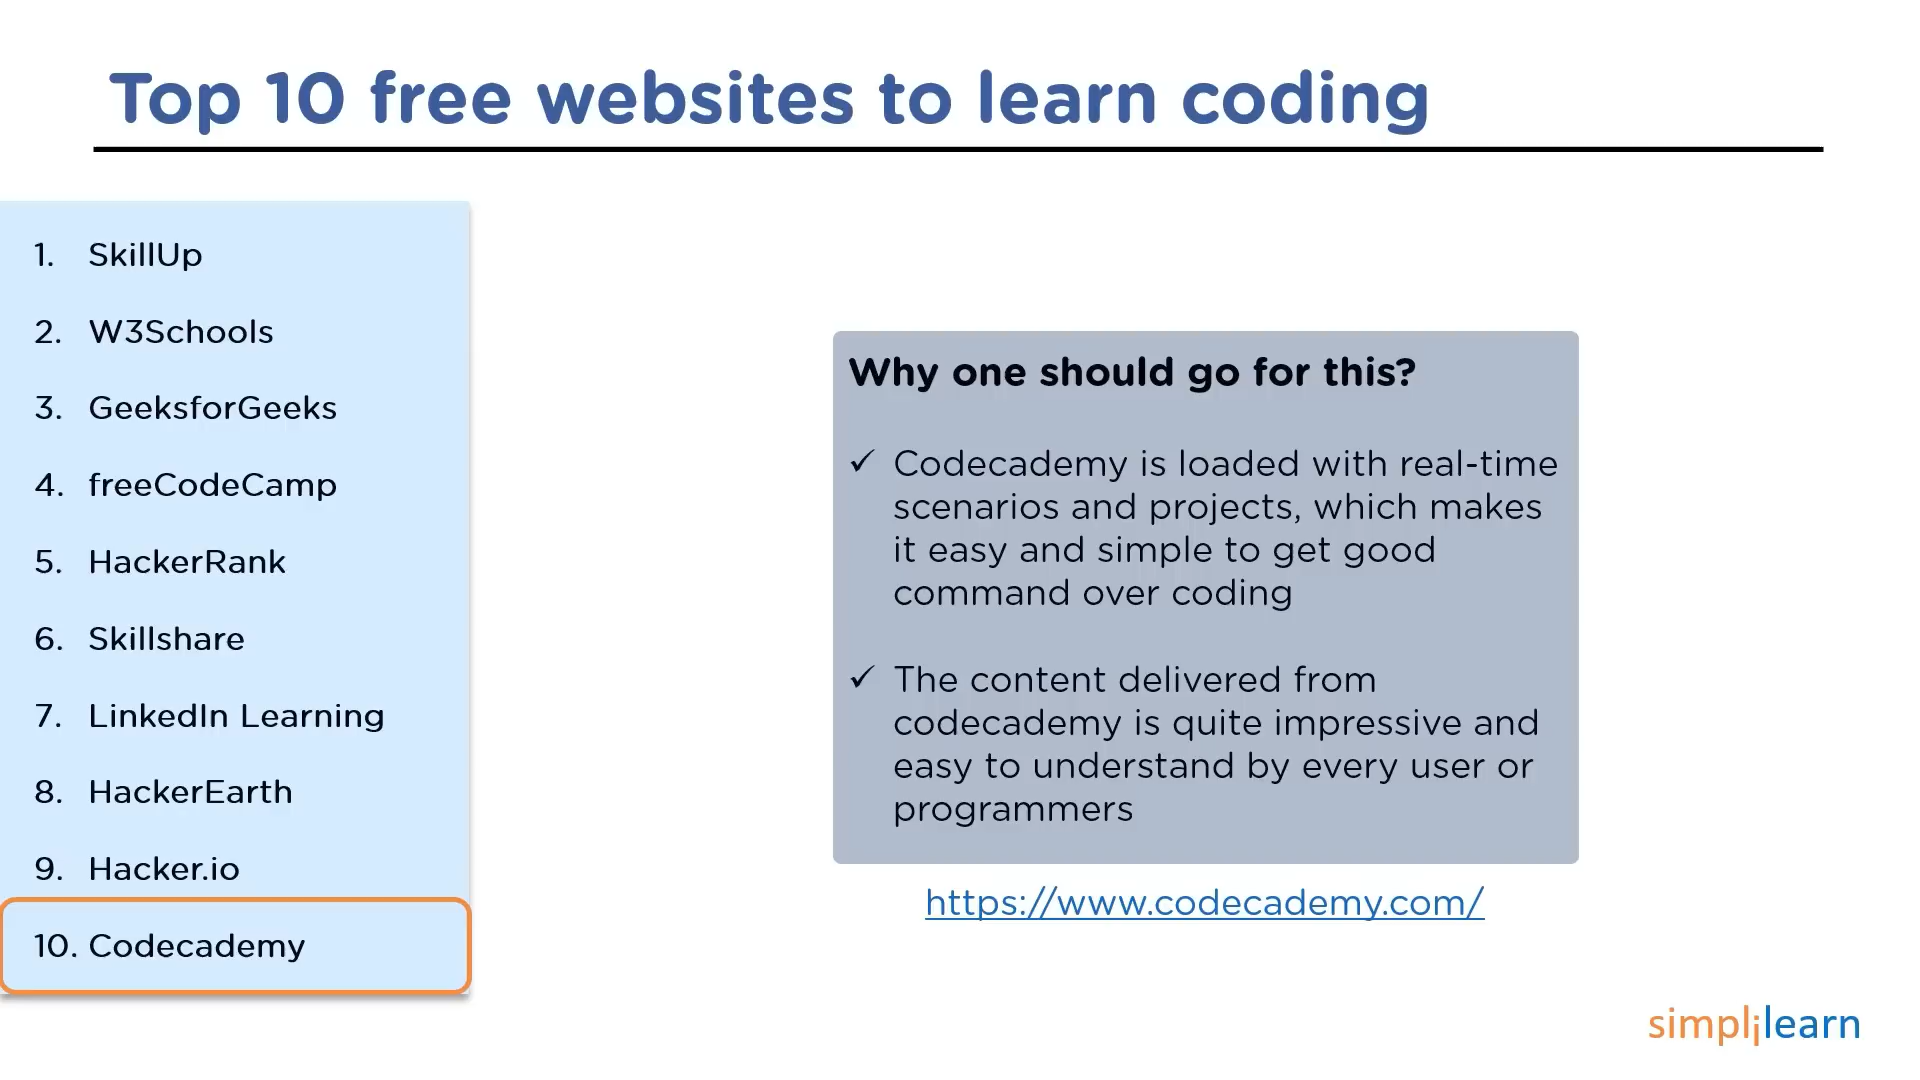 Top 10 free websites to learn coding
1. SkillUp
2. W3Schools
3. GeeksforGeeks
4. freeCodeCamp
5. HackerRank
6. Skillshare
7. LinkedIn Learning
8. HackerEarth
9. Hacker.io
10. Codecademy
Why one should go for this?
✓ Codecademy is loaded with real-time
scenarios and projects, which makes
it easy and simple to get good
command over coding
✓ The content delivered from
codecademy is quite impressive and
easy to understand by every user or
programmers
https://www.codecademy.com/
simplilearn